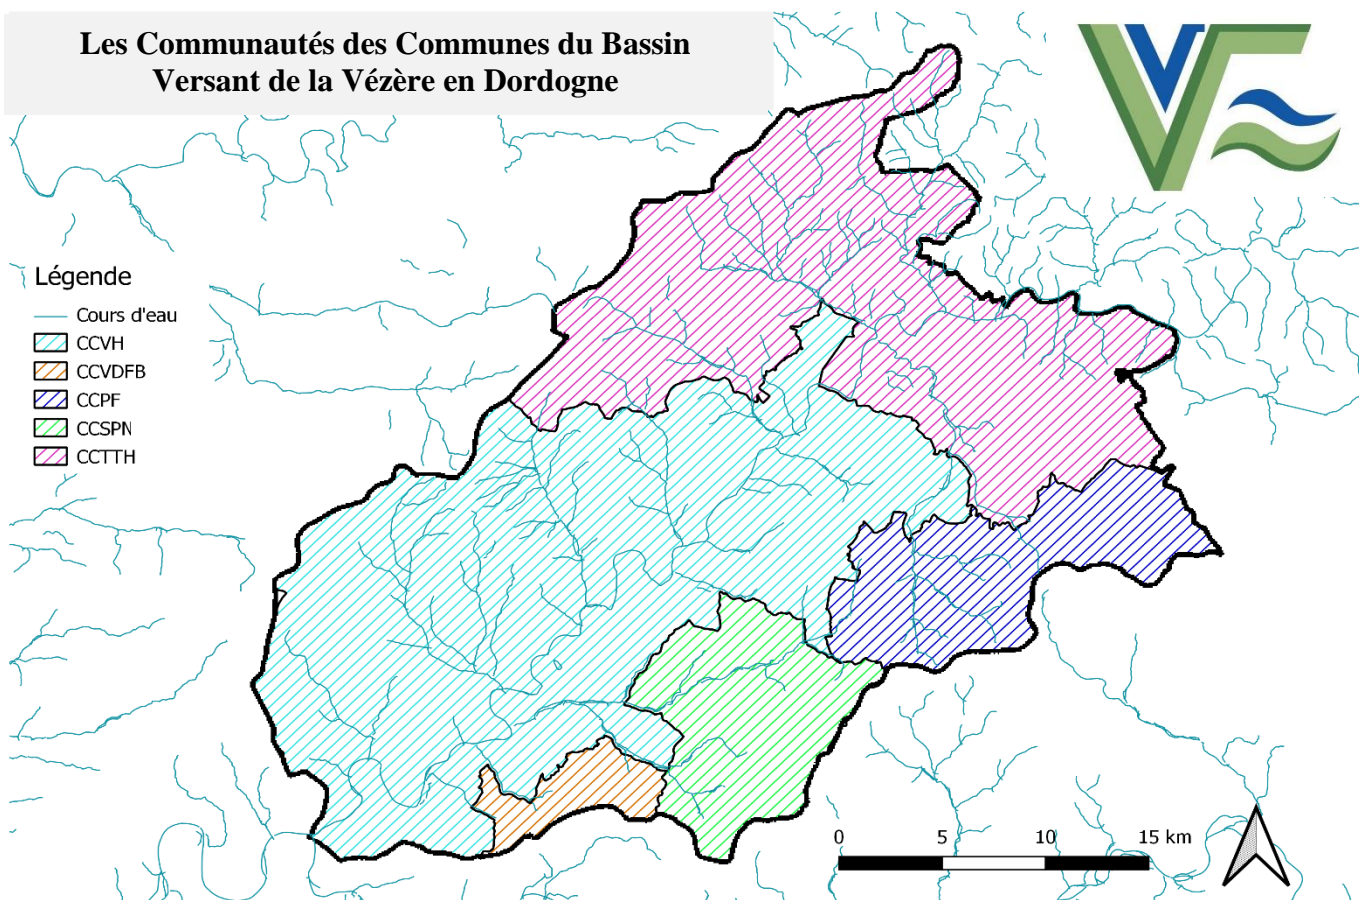 Les Communautés des Communes du Bassin
Versant de la Vézère en Dordogne
Légende
Cours d'eau
CCVH
CCVDFB
CCPF
CCSPN
CCTTH
0 5 10 15 km